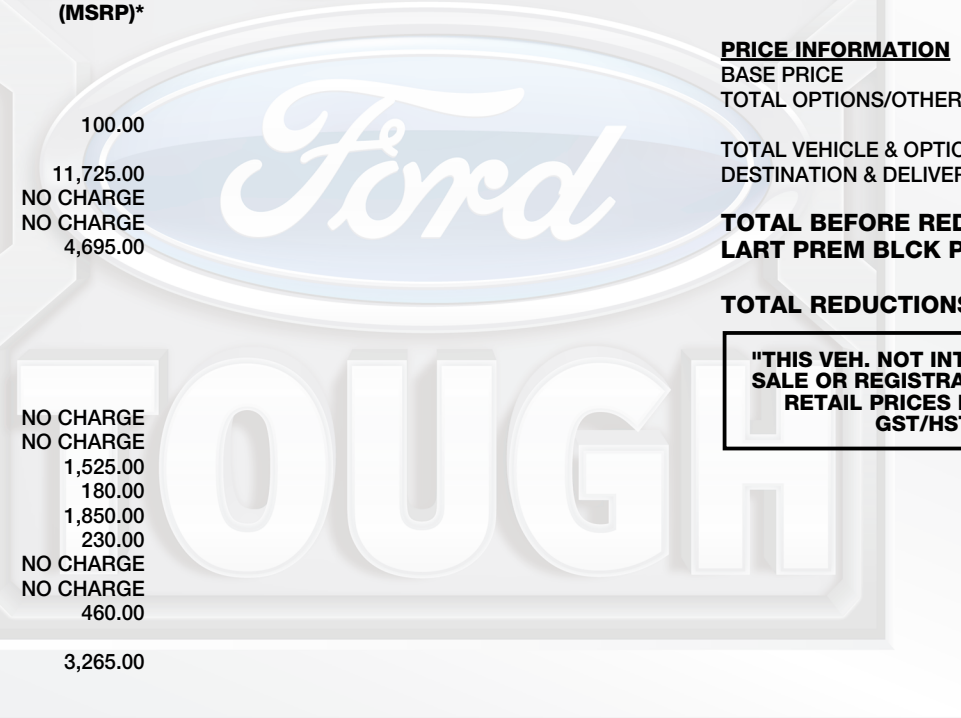 (MSRP)*
100.00
11,725.00
NO CHARGE
NO CHARGE
4,695.00
NO CHARGE
NO CHARGE
1,525.00
180.00
1,850.00
230.00
NO CHARGE
NO CHARGE
460.00
3,265.00
PRICE INFORMATION
BASE PRICE
TOTAL OPTIONS/OTHER
TOTAL VEHICLE & OPTIO
DESTINATION & DELIVER
TOTAL BEFORE RED
LART PREM BLCK P
TOTAL REDUCTIONS
"THIS VEH. NOT INT
SALE OR REGISTRA
RETAIL PRICES
GST/HST
Ford
TOUGH